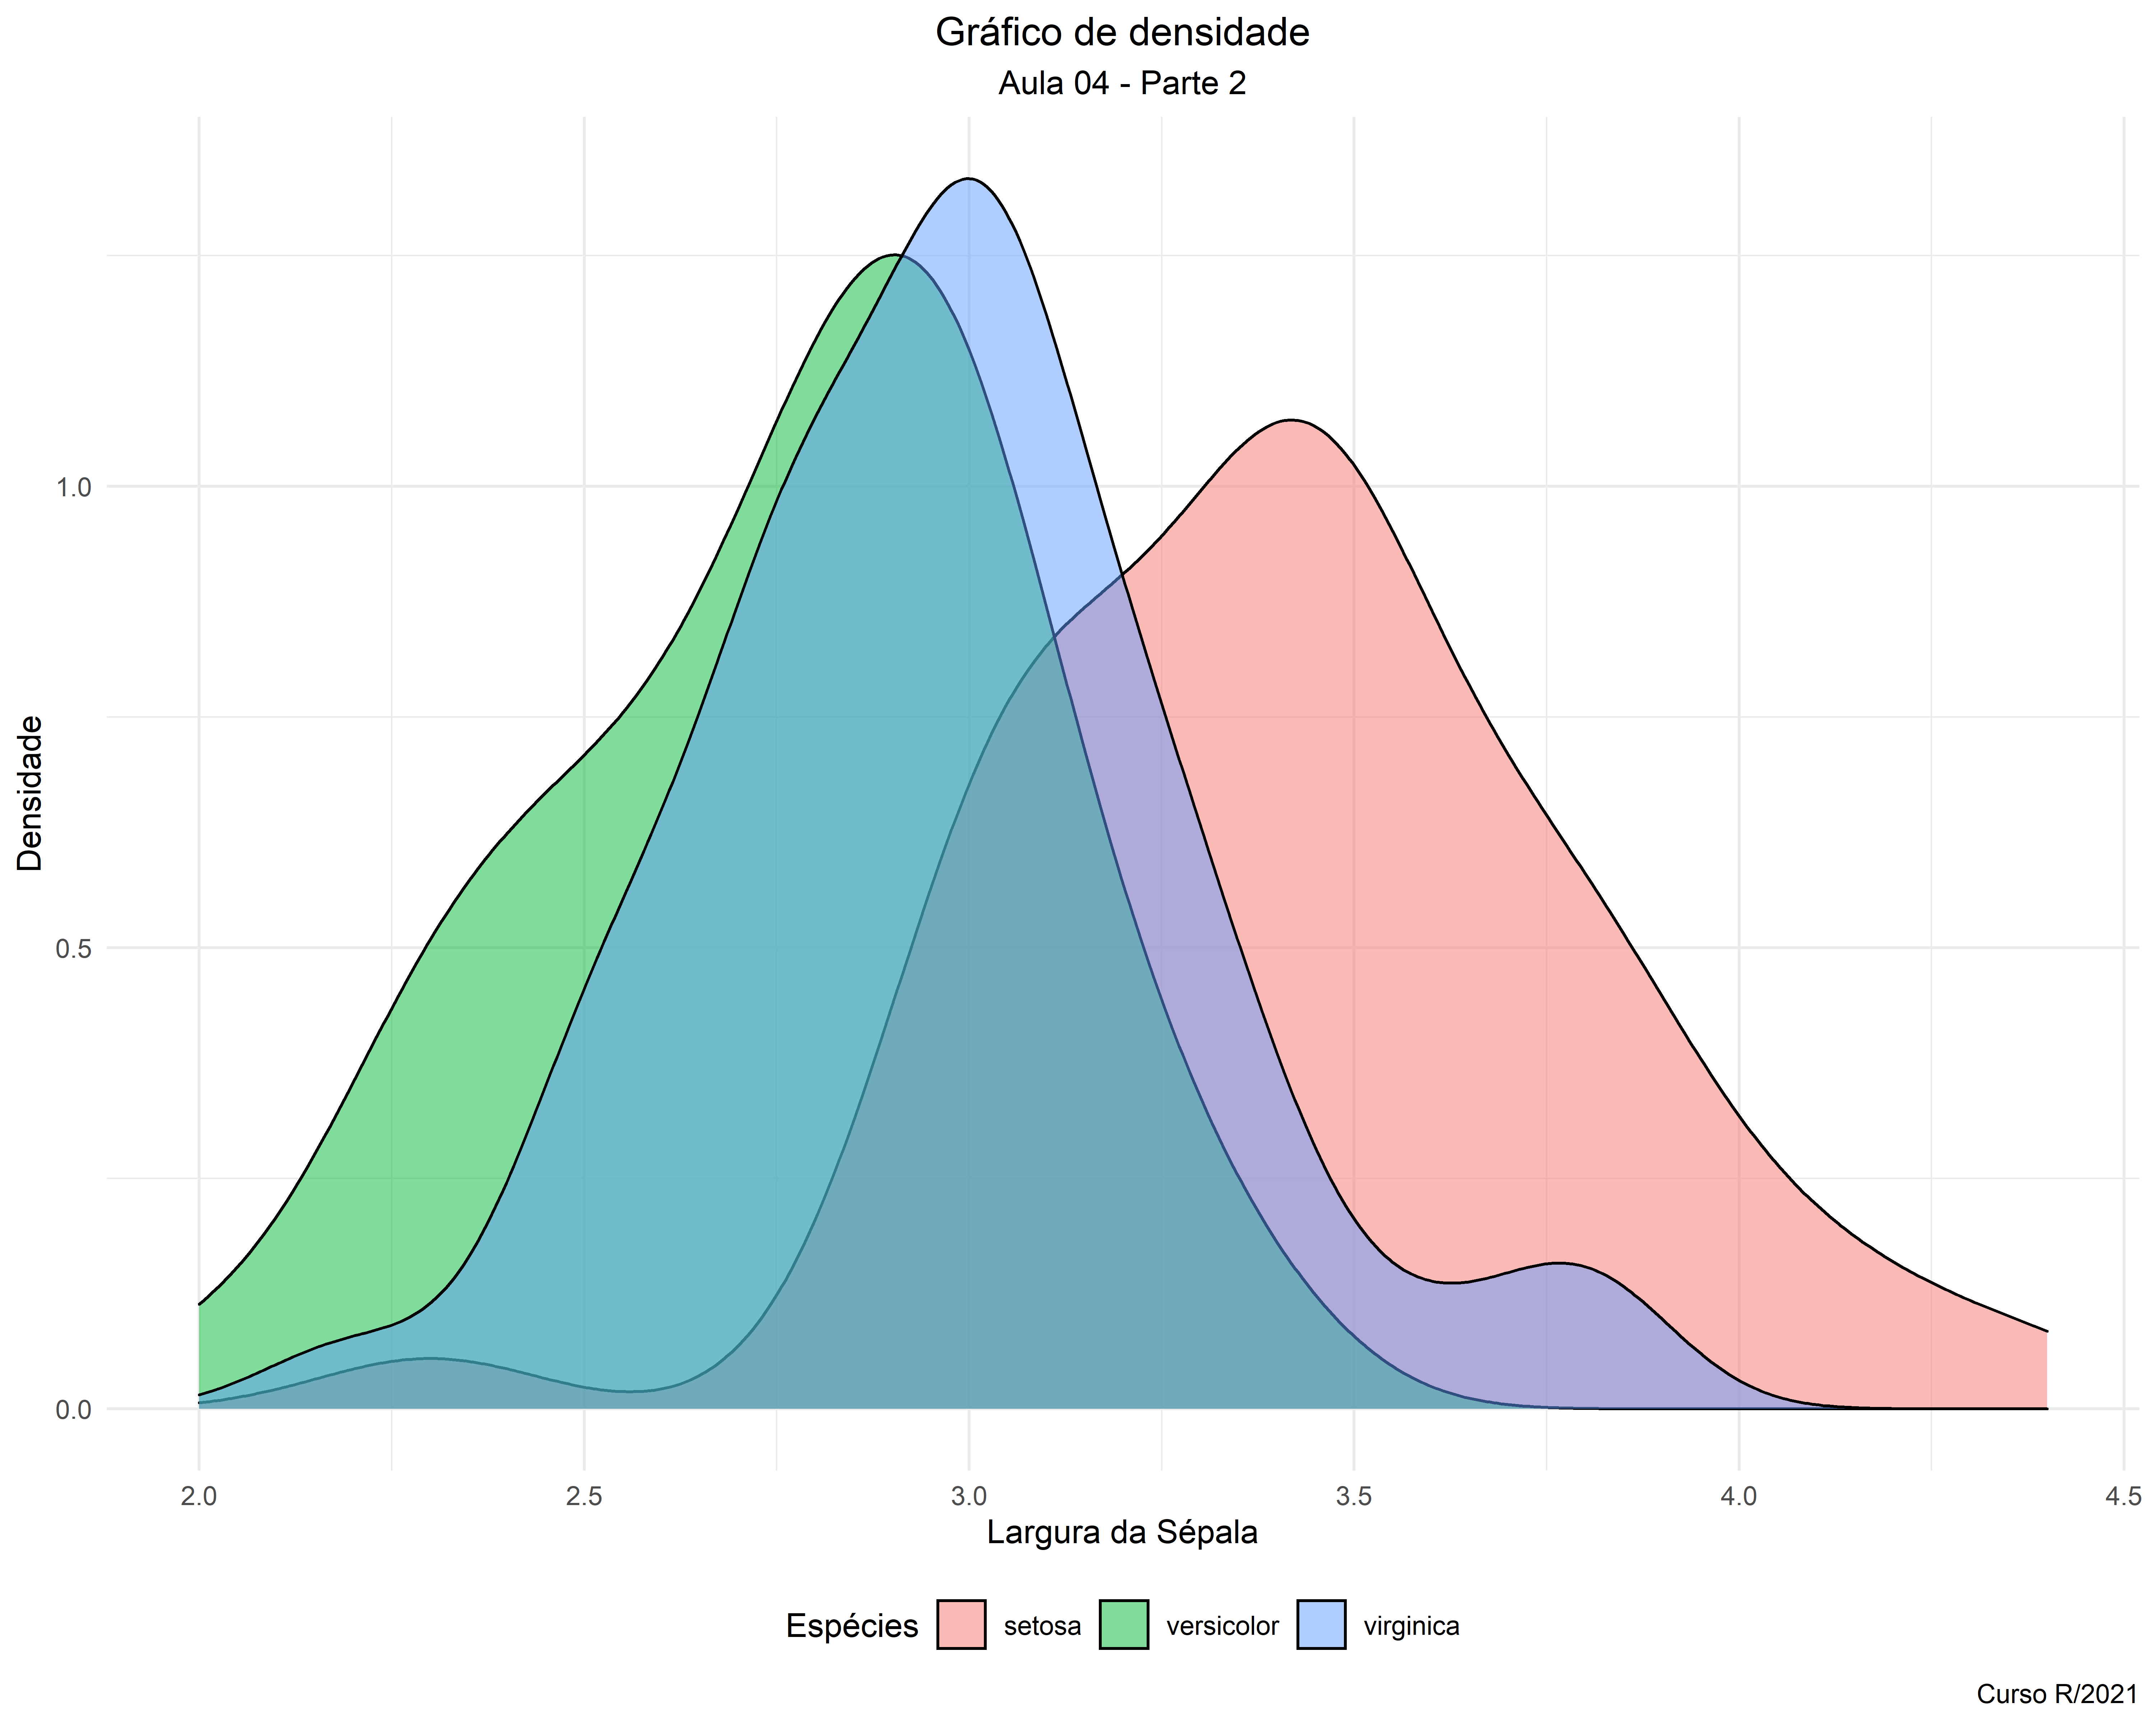 Gráfico de densidade
Aula 04 - Parte 2
Densidade
1.0
0.5
0.0
2.0 2.5 3.0 3.5 4.0 4.5
Largura da Sépala
Espécies setosa versicolor virginica
Curso R/2021